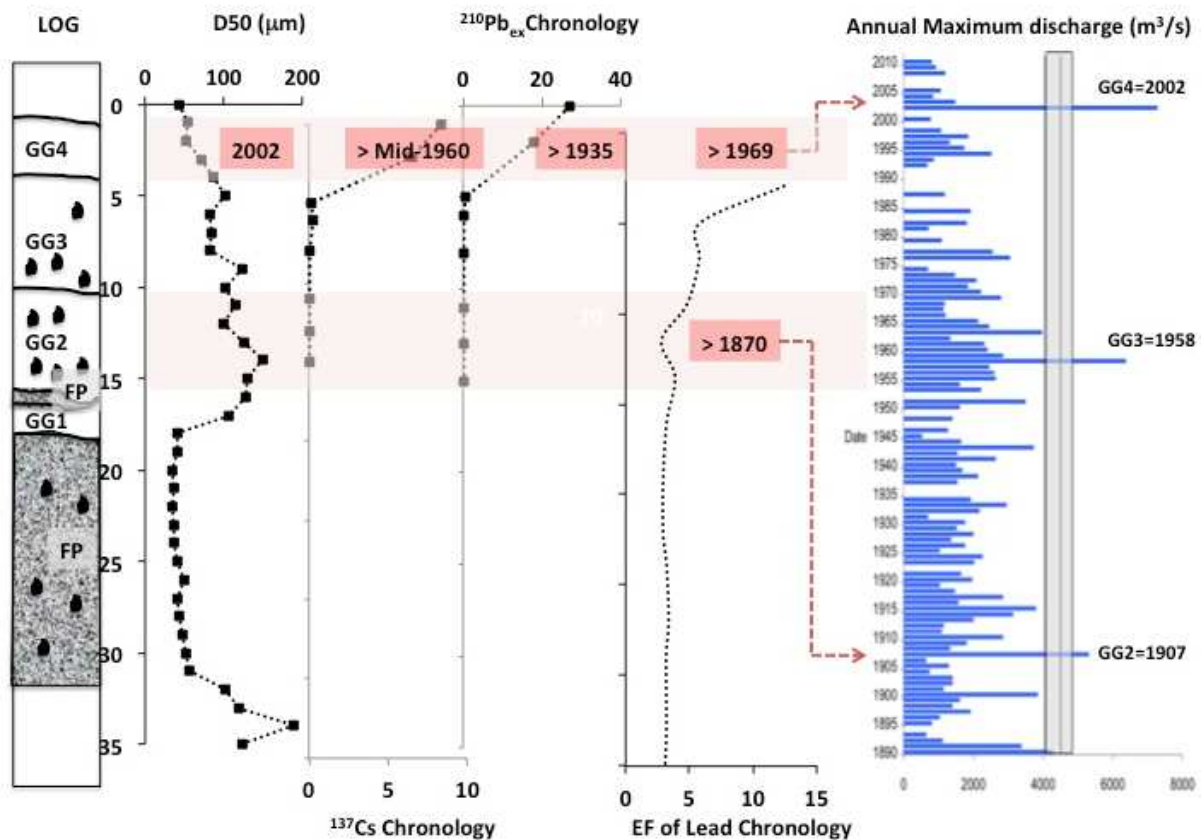 LOG
D50 (µm)
²¹⁰Pbₑₓ Chronology
Annual Maximum discharge (m³/s)
0 100 200
0 20 40
0
5
10
15
20
25
30
35
GG4
GG3
GG2
FP
GG1
FP
2002
> Mid-1960
> 1935
> 1969
> 1870
0 5 10
¹³⁷Cs Chronology
0 5 10 15
EF of Lead Chronology
2010
2005
2000
1995
1990
1985
1980
1975
1970
1965
1960
1955
1950
Date 1945
1940
1935
1930
1925
1920
1915
1910
1905
1900
1895
1890
0 2000 4000 6000 8000
GG4=2002
GG3=1958
GG2=1907